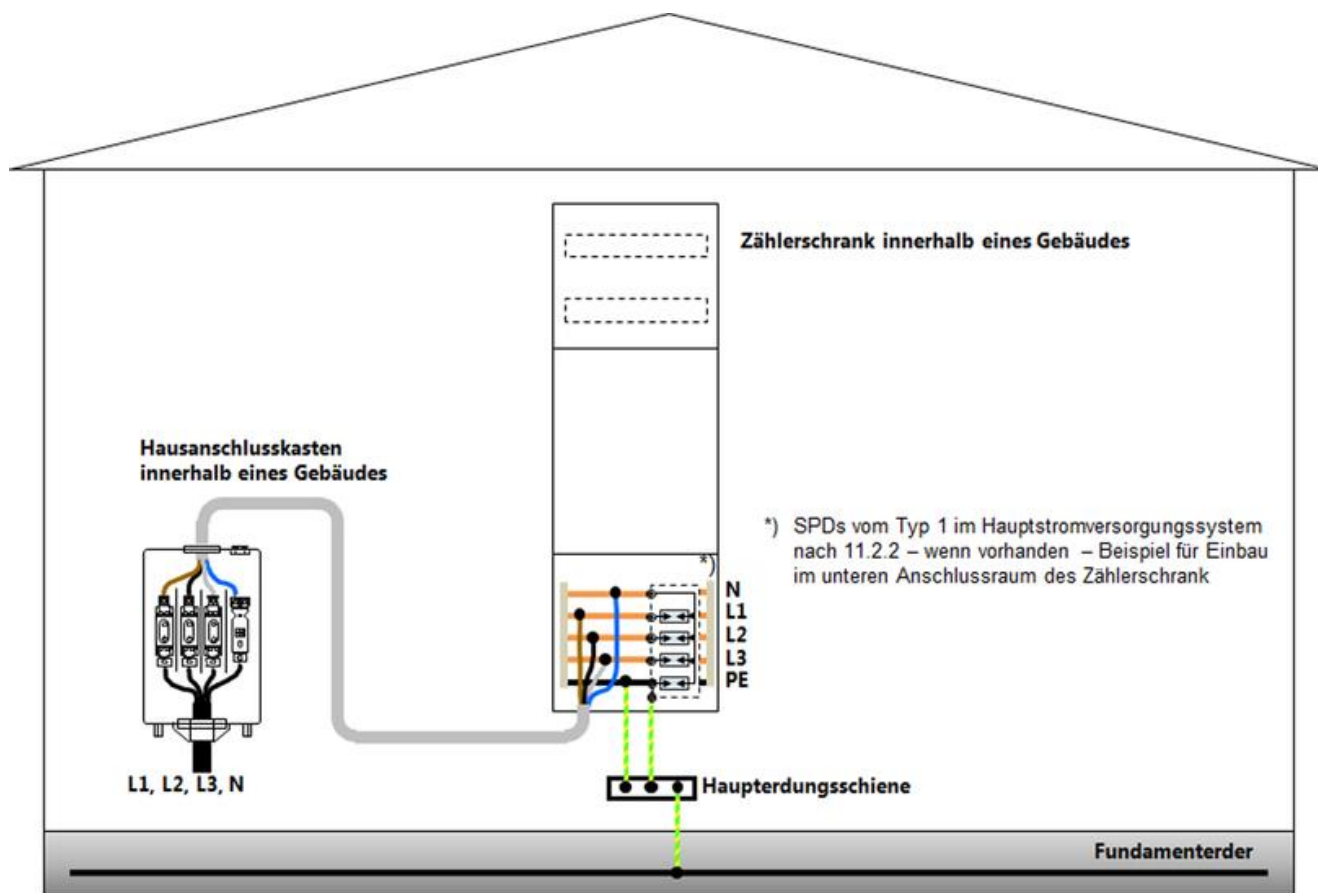 Zählerschrank innerhalb eines Gebäudes
Hausanschlusskasten
innerhalb eines Gebäudes
*) SPDs vom Typ 1 im Hauptstromversorgungssystem
nach 11.2.2 – wenn vorhanden – Beispiel für Einbau
im unteren Anschlussraum des Zählerschrank
*)
N
L1
L2
L3
PE
L1, L2, L3, N
Haupterdungsschiene
Fundamenterder